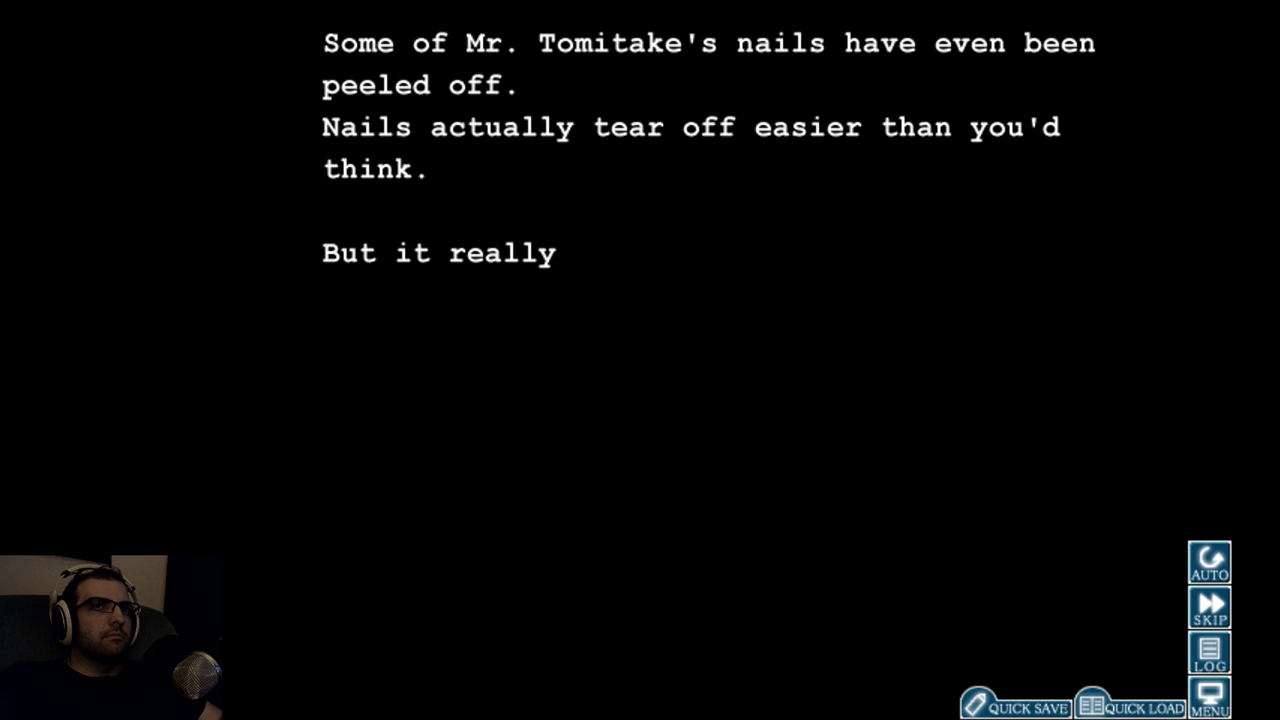 Some of Mr. Tomitake's nails have even been
peeled off.
Nails actually tear off easier than you'd
think.
But it really
AUTO
SKIP
LOG
QUICK SAVE
QUICK LOAD
MENU